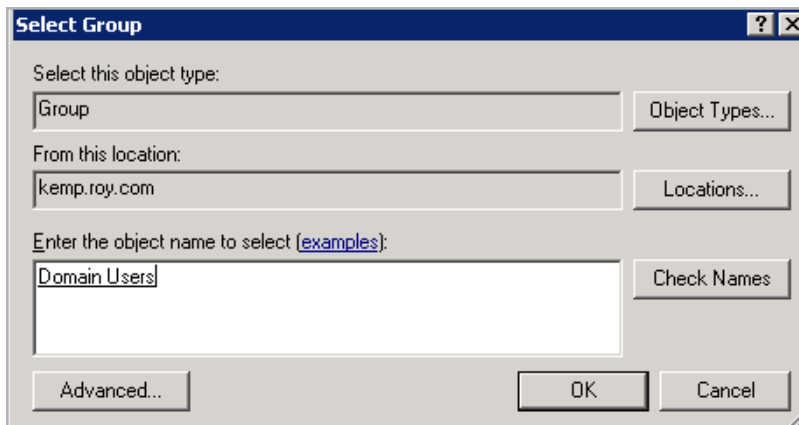 Select Group
Select this object type:
Group
Object Types...
From this location:
kemp.roy.com
Locations...
Enter the object name to select (examples):
Domain Users
Check Names
Advanced...
OK
Cancel